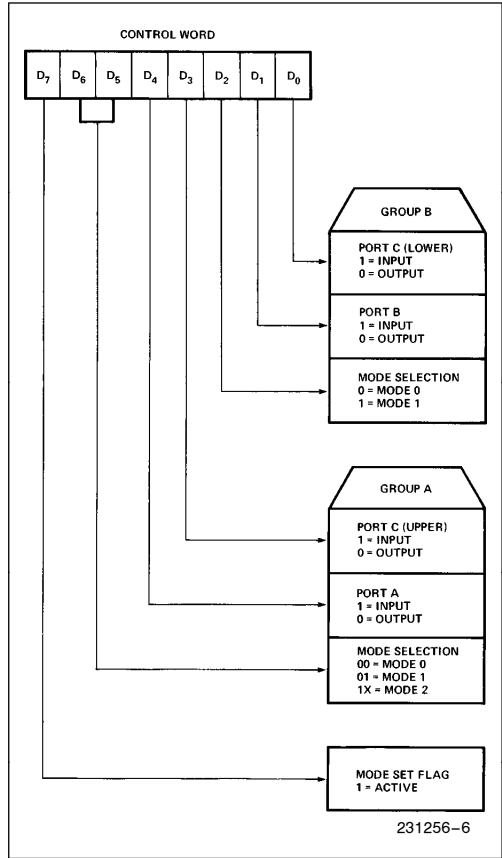 CONTROL WORD
D7 D6 D5 D4 D3 D2 D1 D0
GROUP B
PORT C (LOWER)
1 = INPUT
0 = OUTPUT
PORT B
1 = INPUT
0 = OUTPUT
MODE SELECTION
0 = MODE 0
1 = MODE 1
GROUP A
PORT C (UPPER)
1 = INPUT
0 = OUTPUT
PORT A
1 = INPUT
0 = OUTPUT
MODE SELECTION
00 = MODE 0
01 = MODE 1
1X = MODE 2
MODE SET FLAG
1 = ACTIVE
231256–6